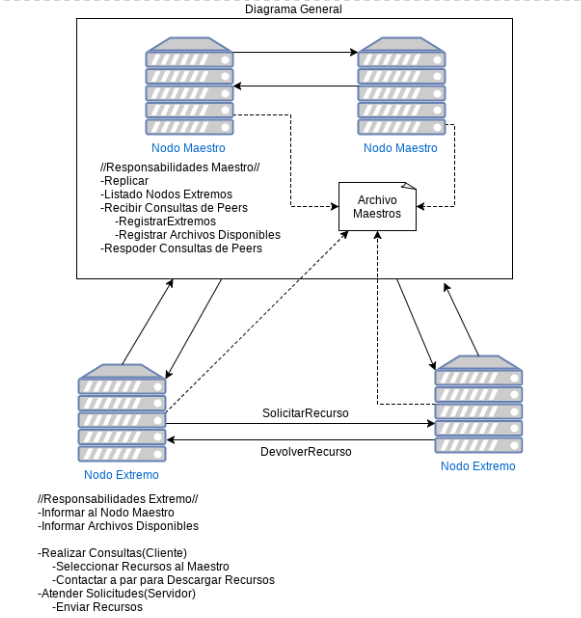 Diagrama General
Nodo Maestro
Nodo Maestro
//Responsabilidades Maestro//
-Replicar
-Listado Nodos Extremos
-Recibir Consultas de Peers
-RegistrarExtremos
-Registrar Archivos Disponibles
-Respoder Consultas de Peers
Archivo
Maestros
SolicitarRecurso
DevolverRecurso
Nodo Extremo
Nodo Extremo
//Responsabilidades Extremo//
-Informar al Nodo Maestro
-Informar Archivos Disponibles
-Realizar Consultas(Cliente)
-Seleccionar Recursos al Maestro
-Contactar a par para Descargar Recursos
-Atender Solicitudes(Servidor)
-Enviar Recursos